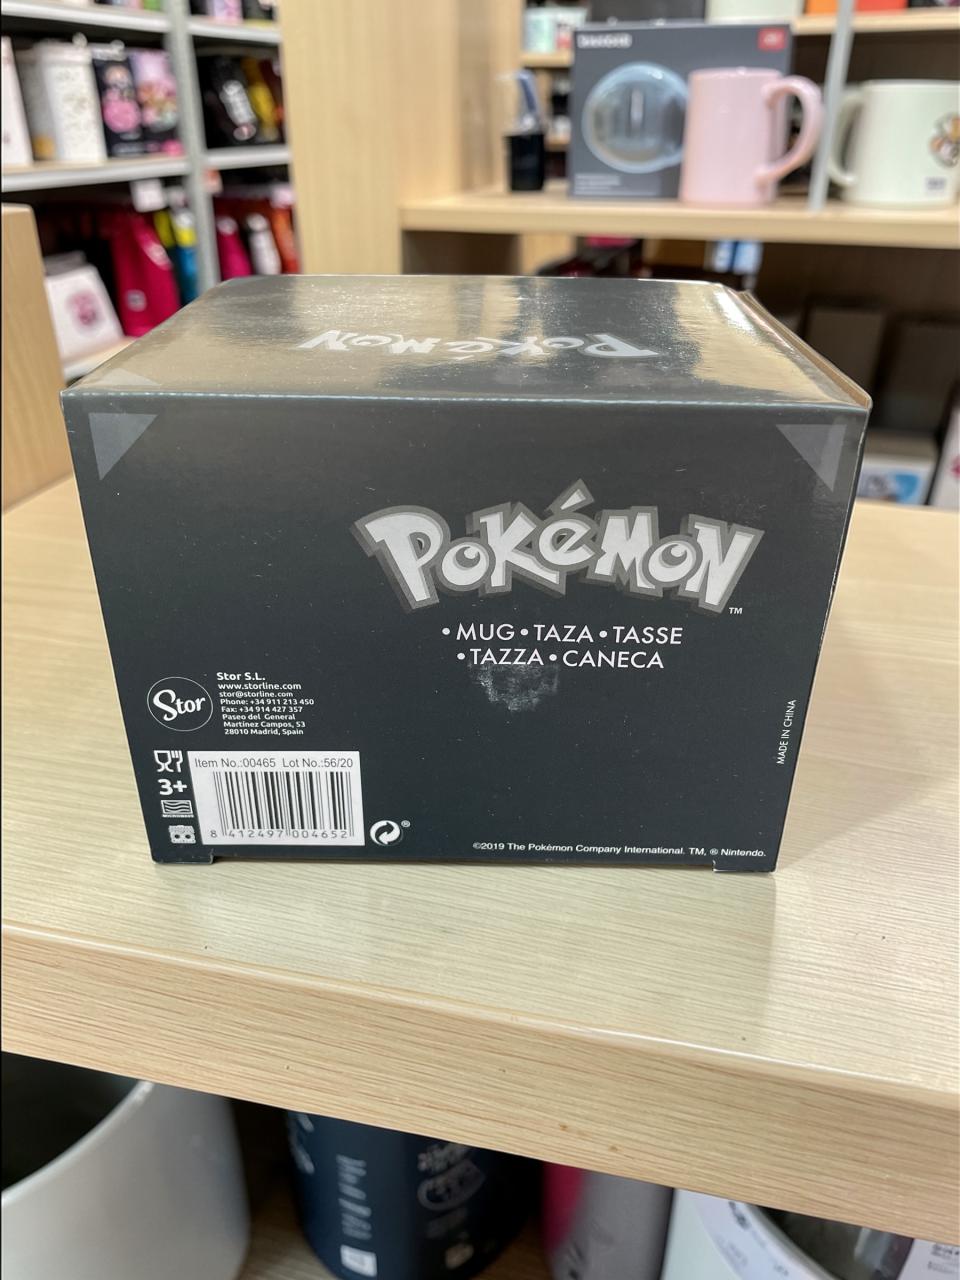 POKÉMON
POKÉMON
TM
• MUG • TAZA • TASSE
• TAZZA • CANECA
Stor
Stor S.L.
www.storline.com
stor@storline.com
Phone: +34 911 213 450
Fax: +34 914 427 357
Paseo del General
Martínez Campos, 53
28010 Madrid, Spain
MADE IN CHINA
Item No.:00465 Lot No.:56/20
3+
MICROWAVE
8 412497 004652
®
©2019 The Pokémon Company International. TM, ® Nintendo.